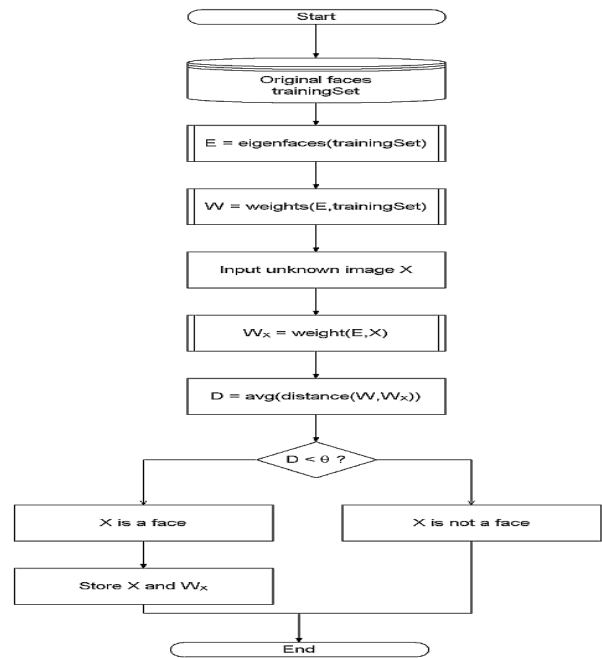 Start
Original faces
trainingSet
E = eigenfaces(trainingSet)
W = weights(E,trainingSet)
Input unknown image X
Wₓ = weight(E,X)
D = avg(distance(W,Wₓ))
D < θ ?
X is a face
X is not a face
Store X and Wₓ
End